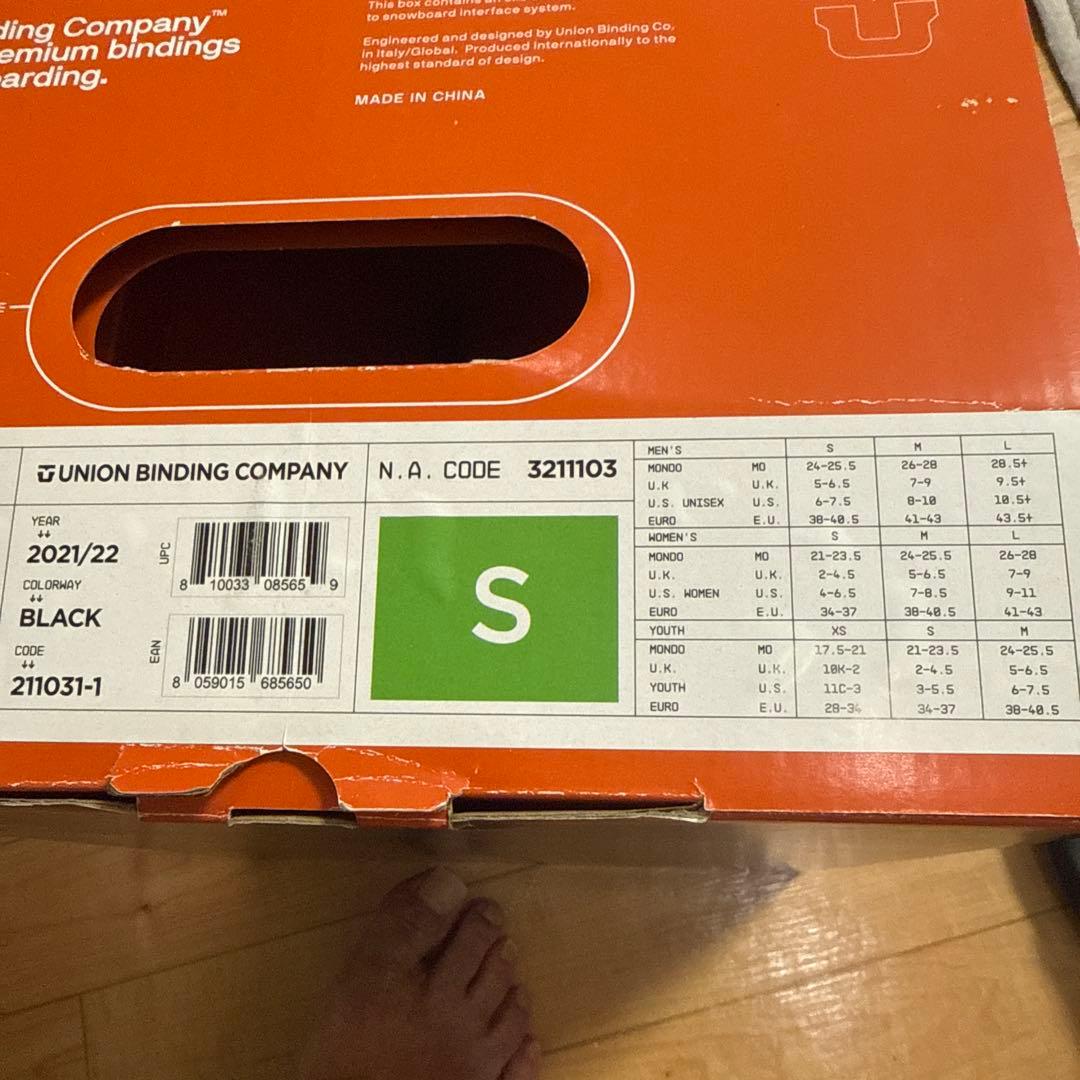 ding Company™
emium bindings
arding.
This box contains an
to snowboard interface system.
Engineered and designed by Union Binding Co.
in Italy/Global. Produced internationally to the
highest standard of design.
MADE IN CHINA
UNION BINDING COMPANY
N.A. CODE 3211103
YEAR
↓↓
2021/22
COLORWAY
↓↓
BLACK
CODE
↓↓
211031-1
UPC
8 10033 08565 9
EAN
8 059015 685650
S
MEN'S S M L
MONDO MO 24-25.5 26-28 28.5+
U.K U.K. 5-6.5 7-9 9.5+
U.S. UNISEX U.S. 6-7.5 8-10 10.5+
EURO E.U. 38-40.5 41-43 43.5+
WOMEN'S S M L
MONDO MO 21-23.5 24-25.5 26-28
U.K. U.K. 2-4.5 5-6.5 7-9
U.S. WOMEN U.S. 4-6.5 7-8.5 9-11
EURO E.U. 34-37 38-40.5 41-43
YOUTH XS S M
MONDO MO 17.5-21 21-23.5 24-25.5
U.K. U.K. 10K-2 2-4.5 5-6.5
YOUTH U.S. 11C-3 3-5.5 6-7.5
EURO E.U. 28-34 34-37 38-40.5